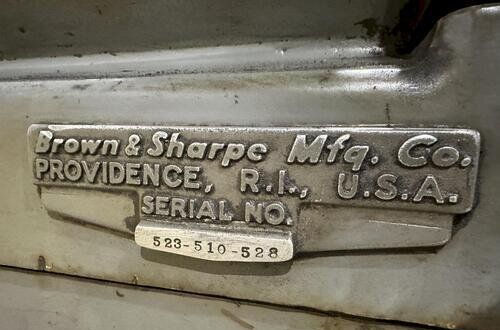 Brown & Sharpe Mfg. Co.
PROVIDENCE, R.I., U.S.A.
SERIAL NO.
523-510-528